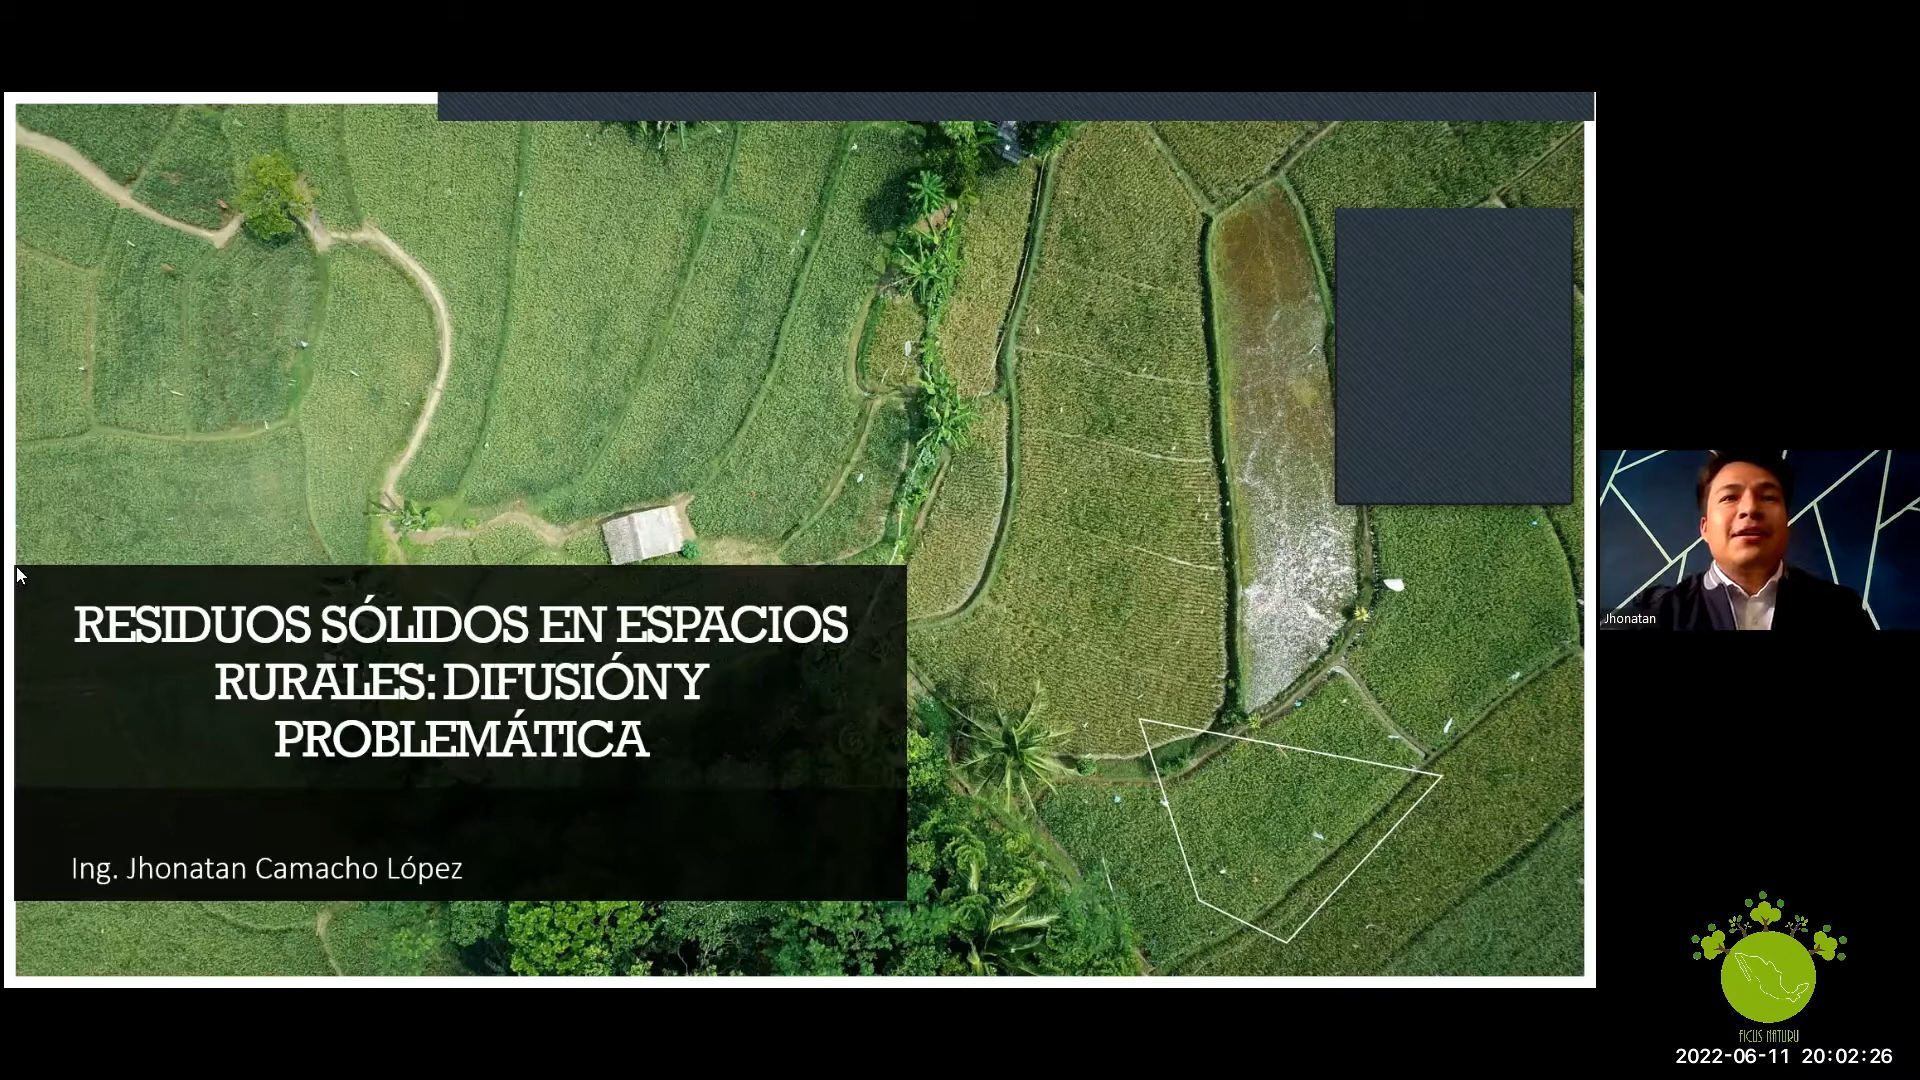 RESIDUOS SÓLIDOS EN ESPACIOS
RURALES: DIFUSIÓN Y
PROBLEMÁTICA
Ing. Jhonatan Camacho López
Jhonatan
FICUS NATURU
2022-06-11 20:02:26